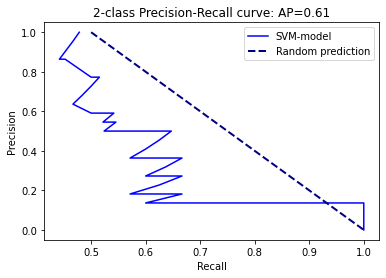 2-class Precision-Recall curve: AP=0.61
SVM-model
Random prediction
Precision
1.0
0.8
0.6
0.4
0.2
0.0
0.5
0.6
0.7
0.8
0.9
1.0
Recall